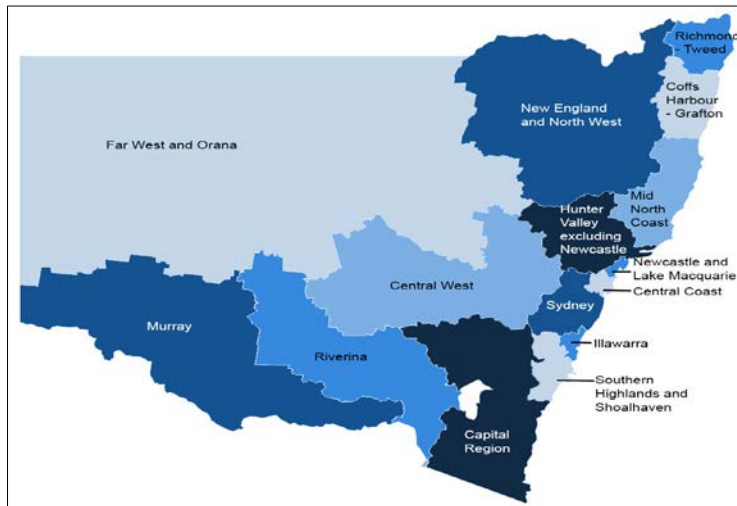 Richmond
- Tweed
Coffs
Harbour
- Grafton
New England
and North West
Far West and Orana
Mid
North
Coast
Hunter
Valley
excluding
Newcastle
Newcastle and
Lake Macquarie
Central Coast
Central West
Sydney
Murray
Illawarra
Riverina
Southern
Highlands and
Shoalhaven
Capital
Region